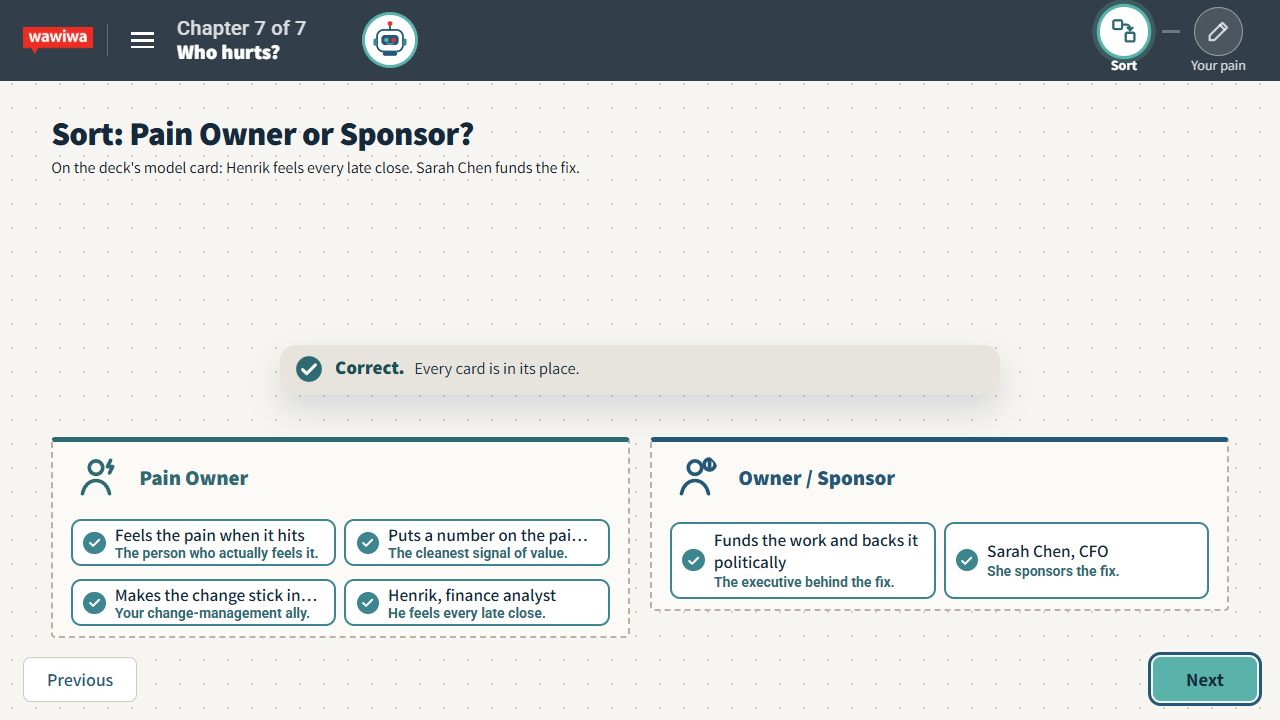 wawiwa
Chapter 7 of 7
Who hurts?
Sort
Your pain
Sort: Pain Owner or Sponsor?
On the deck's model card: Henrik feels every late close. Sarah Chen funds the fix.
Correct. Every card is in its place.
Pain Owner
Feels the pain when it hits
The person who actually feels it.
Puts a number on the pai…
The cleanest signal of value.
Makes the change stick in…
Your change-management ally.
Henrik, finance analyst
He feels every late close.
Owner / Sponsor
Funds the work and backs it
politically
The executive behind the fix.
Sarah Chen, CFO
She sponsors the fix.
Previous
Next